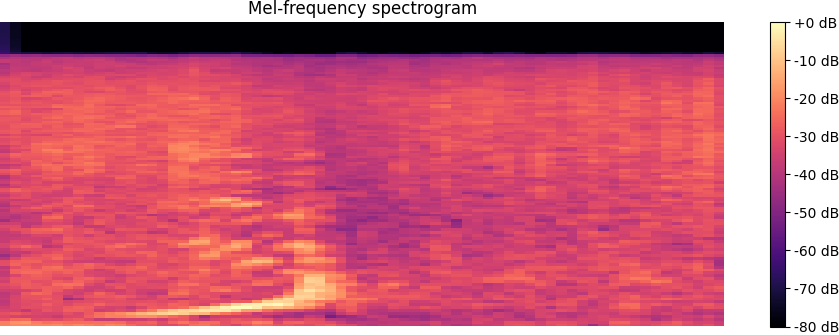 Mel-frequency spectrogram
+0 dB
-10 dB
-20 dB
-30 dB
-40 dB
-50 dB
-60 dB
-70 dB
-80 dB